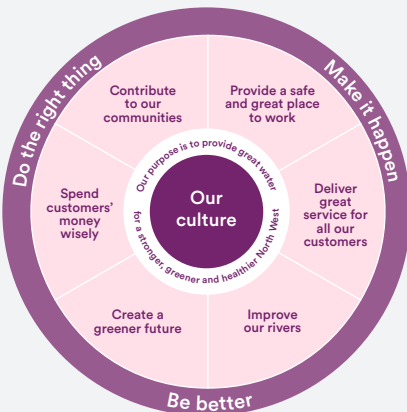 Do the right thing
Make it happen
Be better
Contribute
to our
communities
Provide a safe
and great place
to work
Spend
customers’
money
wisely
Our purpose is to provide great water
for a stronger, greener and healthier North West
Our
culture
Deliver
great
service for
all our
customers
Create a
greener future
Improve
our rivers